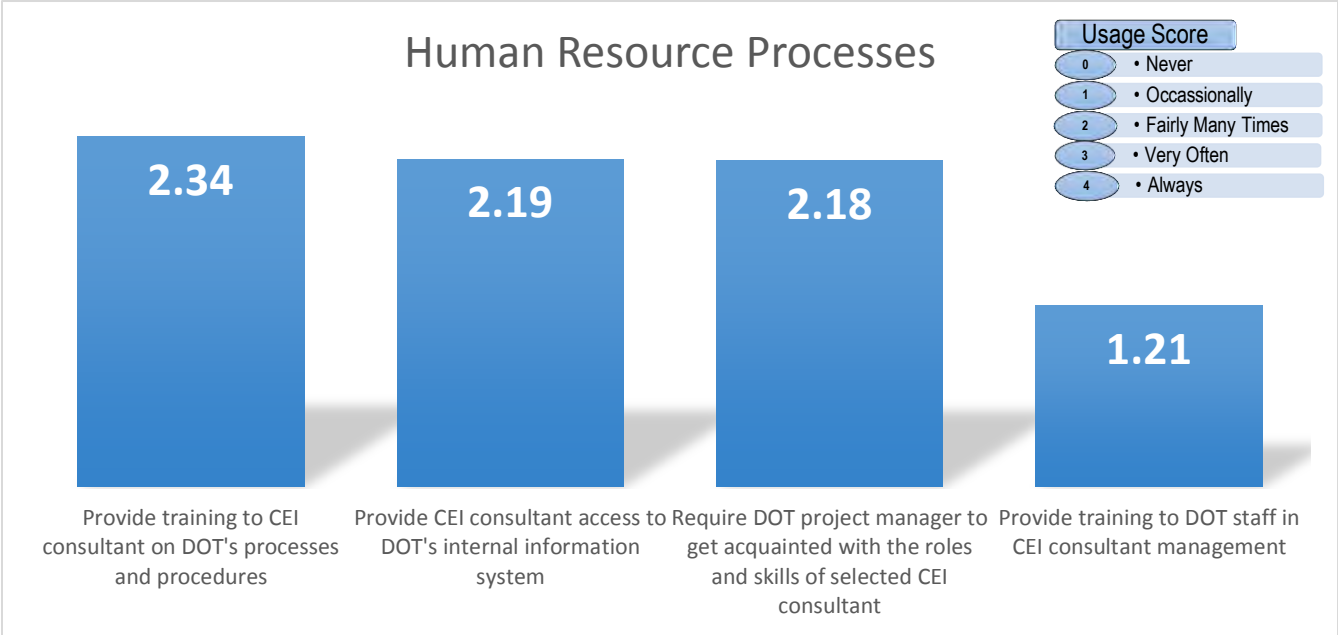 Human Resource Processes
Usage Score
0 • Never
1 • Occassionally
2 • Fairly Many Times
3 • Very Often
4 • Always
2.34
2.19
2.18
1.21
Provide training to CEI
consultant on DOT's processes
and procedures
Provide CEI consultant access to
DOT's internal information
system
Require DOT project manager to
get acquainted with the roles
and skills of selected CEI
consultant
Provide training to DOT staff in
CEI consultant management